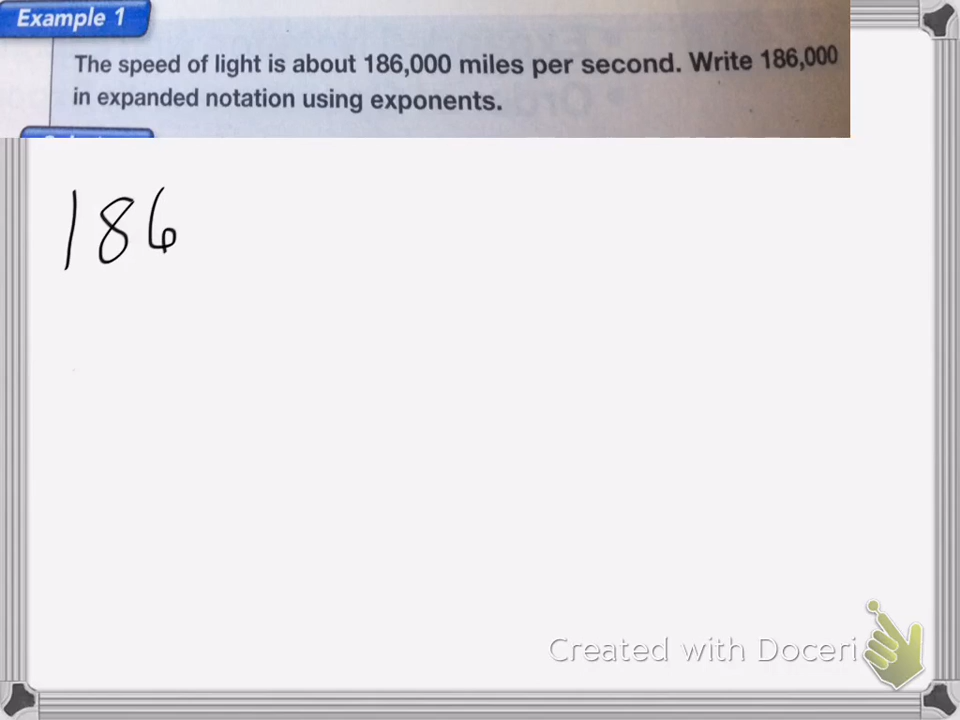 Example 1
The speed of light is about 186,000 miles per second. Write 186,000
in expanded notation using exponents.
186
Created with Doceri